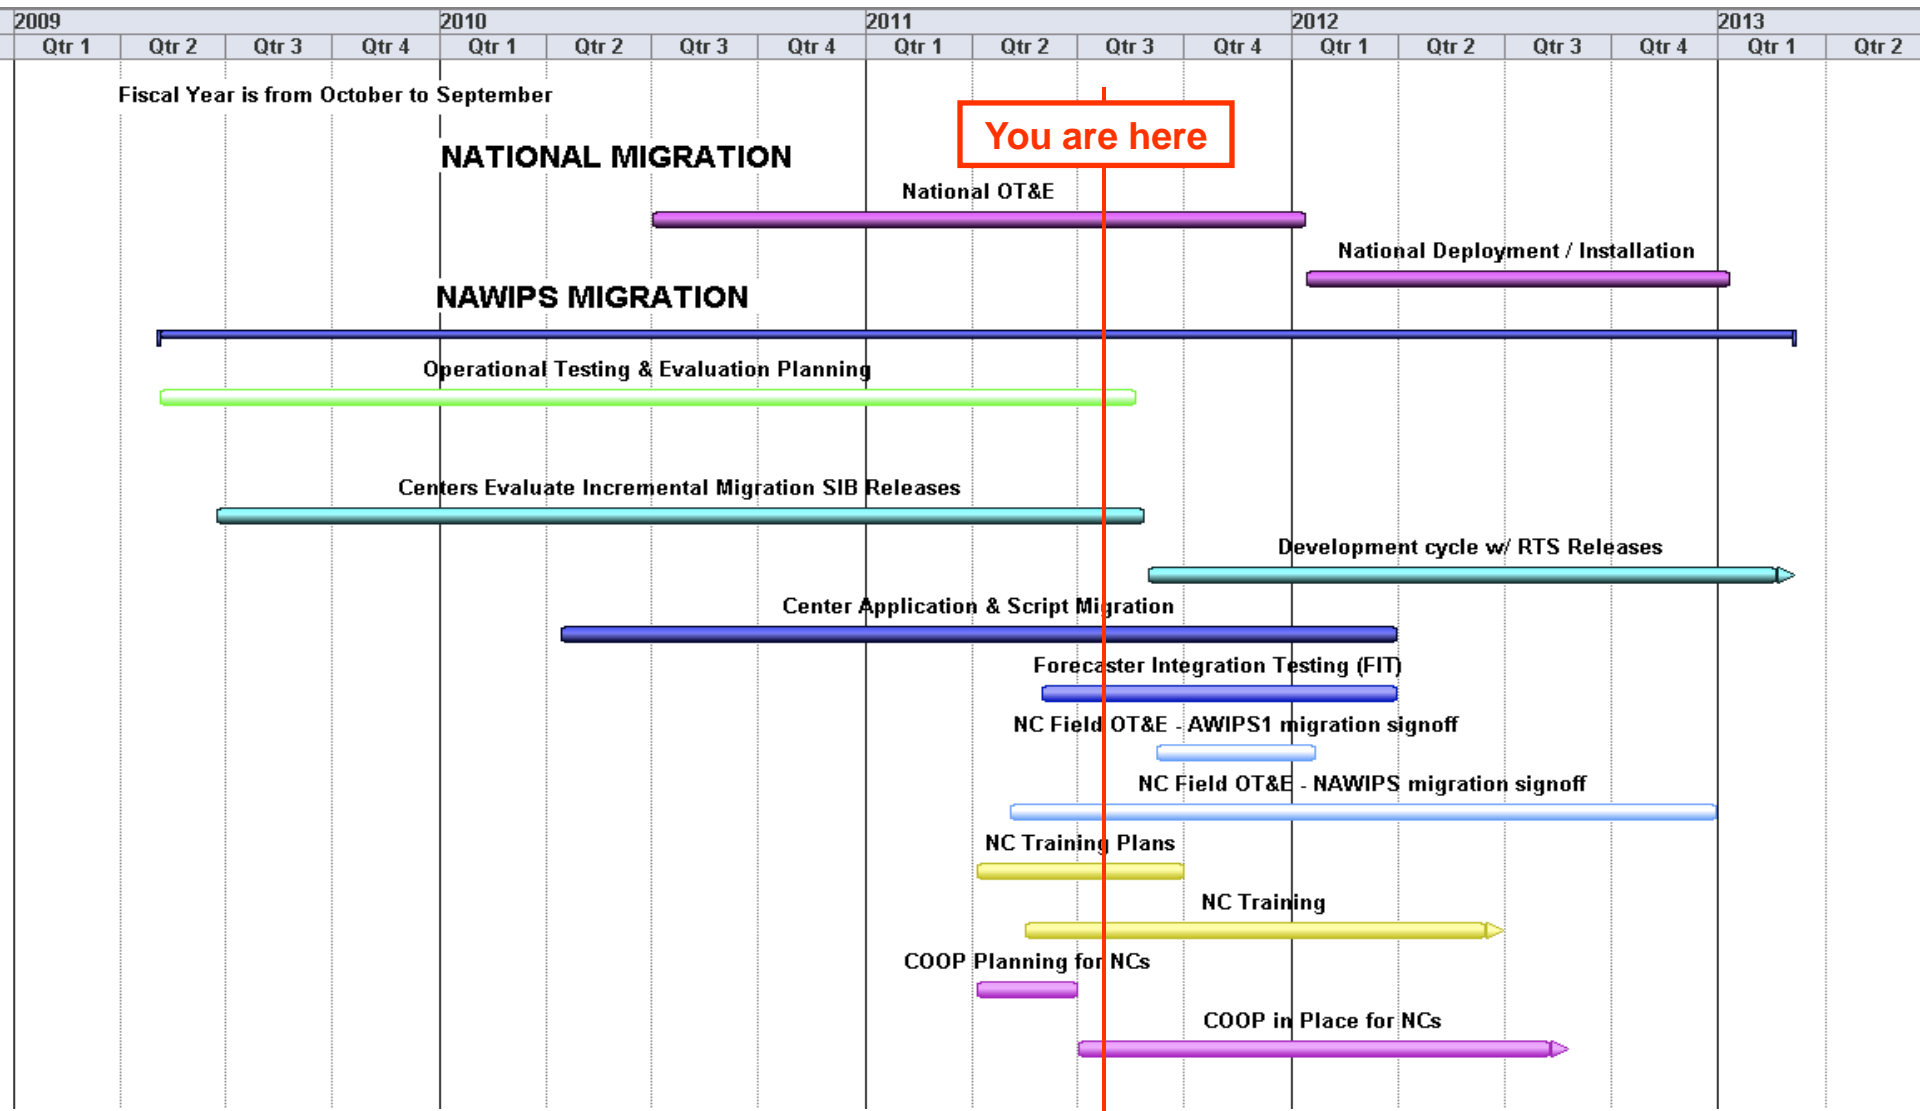 2009 2010 2011 2012 2013
Qtr 1 Qtr 2 Qtr 3 Qtr 4 Qtr 1 Qtr 2 Qtr 3 Qtr 4 Qtr 1 Qtr 2 Qtr 3 Qtr 4 Qtr 1 Qtr 2 Qtr 3 Qtr 4 Qtr 1 Qtr 2
Fiscal Year is from October to September
You are here
NATIONAL MIGRATION
National OT&E
National Deployment / Installation
NAWIPS MIGRATION
Operational Testing & Evaluation Planning
Centers Evaluate Incremental Migration SIB Releases
Development cycle w/ RTS Releases
Center Application & Script Migration
Forecaster Integration Testing (FIT)
NC Field OT&E - AWIPS1 migration signoff
NC Field OT&E - NAWIPS migration signoff
NC Training Plans
NC Training
COOP Planning for NCs
COOP in Place for NCs